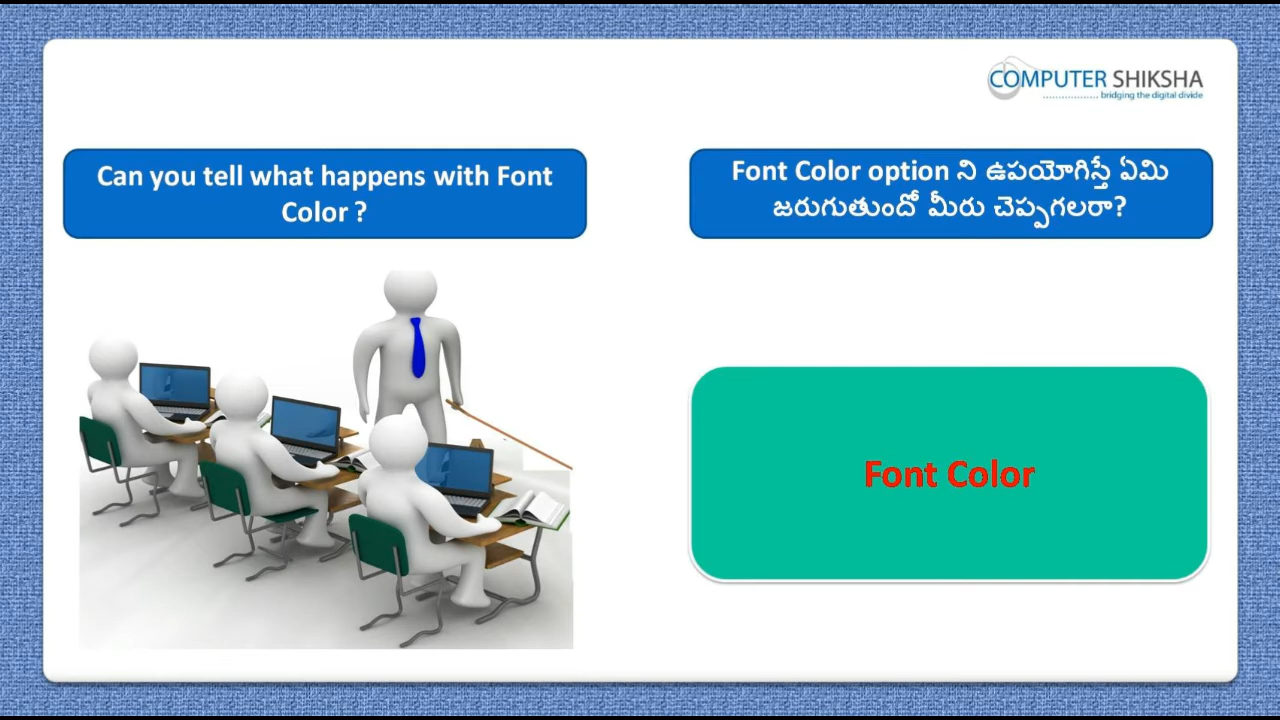 COMPUTER SHIKSHA
bridging the digital divide
Can you tell what happens with Font
Color ?
Font Color option ని ఉపయోగిస్తే ఏమి
జరుగుతుందో మీరు చెప్పగలరా?
Font Color